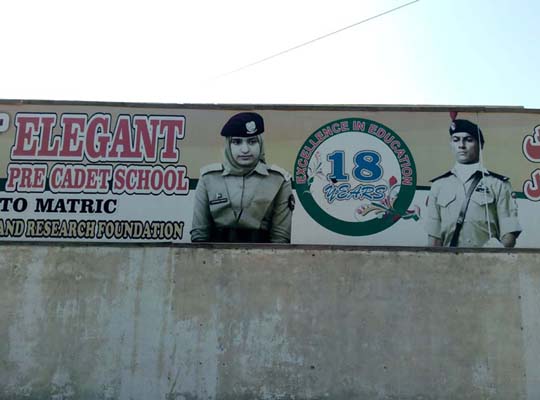 ELEGANT
PRE CADET SCHOOL
TO MATRIC
AND RESEARCH FOUNDATION
EXCELLENCE IN EDUCATION
18
YEARS